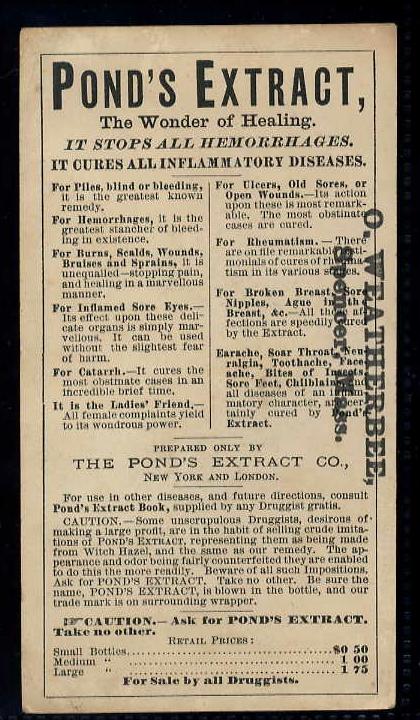 POND'S EXTRACT,
The Wonder of Healing.
IT STOPS ALL HEMORRHAGES.
IT CURES ALL INFLAMMATORY DISEASES.
For Piles, blind or bleeding,
it is the greatest known
remedy.
For Hemorrhages, it is the
greatest stancher of bleed-
ing in existence.
For Burns, Scalds, Wounds,
Bruises and Sprains, it is
unequalled—stopping pain,
and healing in a marvellous
manner.
For Inflamed Sore Eyes.—
Its effect upon these deli-
cate organs is simply mar-
vellous. It can be used
without the slightest fear
of harm.
For Catarrh.—It cures the
most obstinate cases in an
incredible brief time.
It is the Ladies' Friend,—
All female complaints yield
to its wondrous power.
For Ulcers, Old Sores, or
Open Wounds.—Its action
upon these is most remark-
able. The most obstinate
cases are cured.
For Rheumatism.—There
are on file remarkable test-
monials of cures of rheuma-
tism in its various stages.
For Broken Breast, Sore
Nipples, Ague in the
Breast, &c.—All these af-
fections are speedily cured
by the Extract.
Earache, Soar Throat, Neu-
ralgia, Toothache, Face-
ache, Bites of Insects,
Sore Feet, Chilblains and
all diseases of an inflam-
matory character, are cer-
tainly cured by Pond's
Extract.
O. WEATHERBEE,
Spencer, Mass.
PREPARED ONLY BY
THE POND'S EXTRACT CO.,
NEW YORK AND LONDON.
For use in other diseases, and future directions, consult
Pond's Extract Book, supplied by any Druggist gratis.
CAUTION.—Some unscrupulous Druggists, desirous of
making a large profit, are in the habit of selling crude imita-
tions of POND'S EXTRACT, representing them as being made
from Witch Hazel, and the same as our remedy. The ap-
pearance and odor being fairly counterfeited they are enabled
to do this the more readily. Beware of all such Impositions.
Ask for POND'S EXTRACT. Take no other. Be sure the
name, POND'S EXTRACT, is blown in the bottle, and our
trade mark is on surrounding wrapper.
☞CAUTION.—Ask for POND'S EXTRACT.
Take no other.
RETAIL PRICES:
Small Bottles..............................$0 50
Medium "..............................1 00
Large "..............................1 75
For Sale by all Druggists.